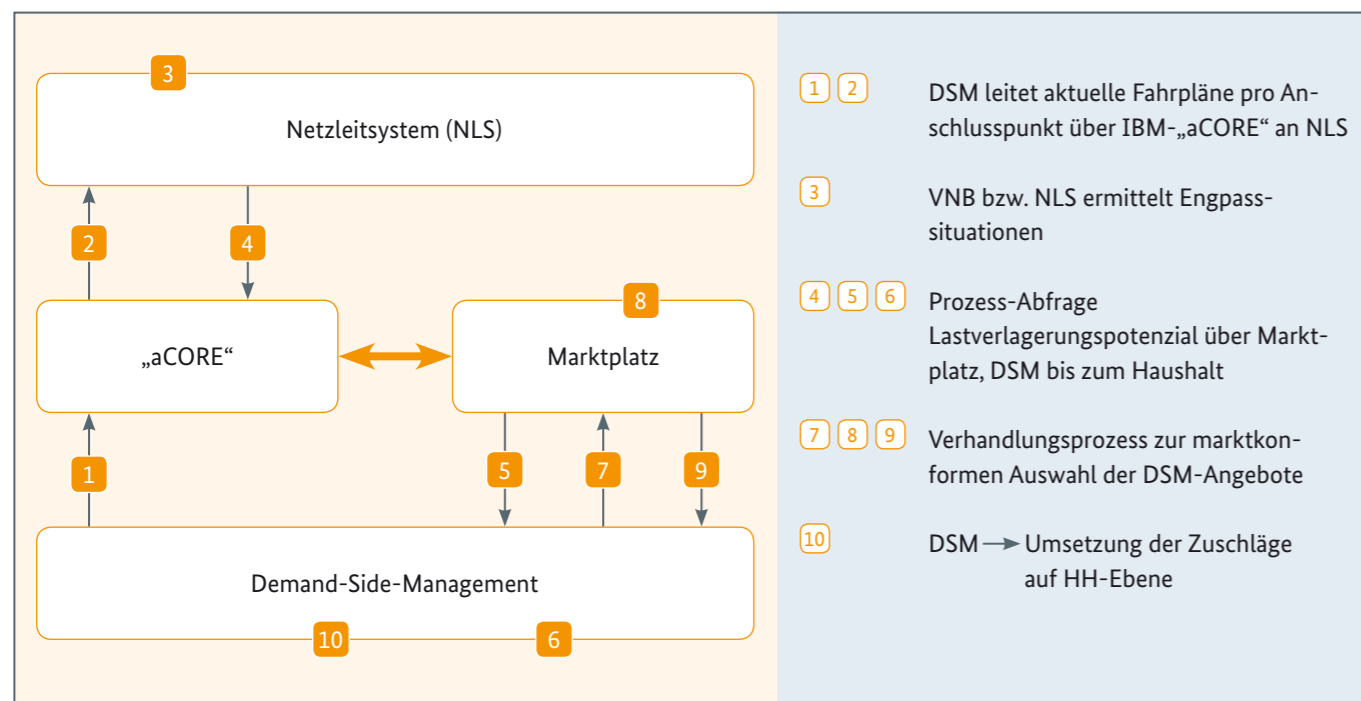 3
Netzleitsystem (NLS)
2
4
8
„aCORE“
Marktplatz
1
5
7
9
Demand-Side-Management
10
6
1 2 DSM leitet aktuelle Fahrpläne pro An-
schlusspunkt über IBM-„aCORE“ an NLS
3 VNB bzw. NLS ermittelt Engpass-
situationen
4 5 6 Prozess-Abfrage
Lastverlagerungspotenzial über Markt-
platz, DSM bis zum Haushalt
7 8 9 Verhandlungsprozess zur marktkon-
formen Auswahl der DSM-Angebote
10 DSM → Umsetzung der Zuschläge
auf HH-Ebene